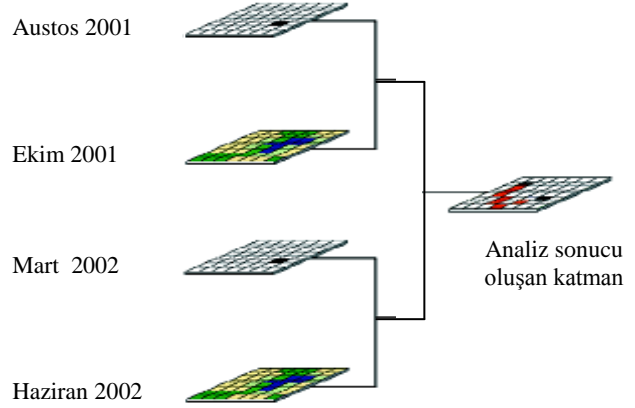 Austos 2001
Ekim 2001
Mart 2002
Analiz sonucu
oluşan katman
Haziran 2002